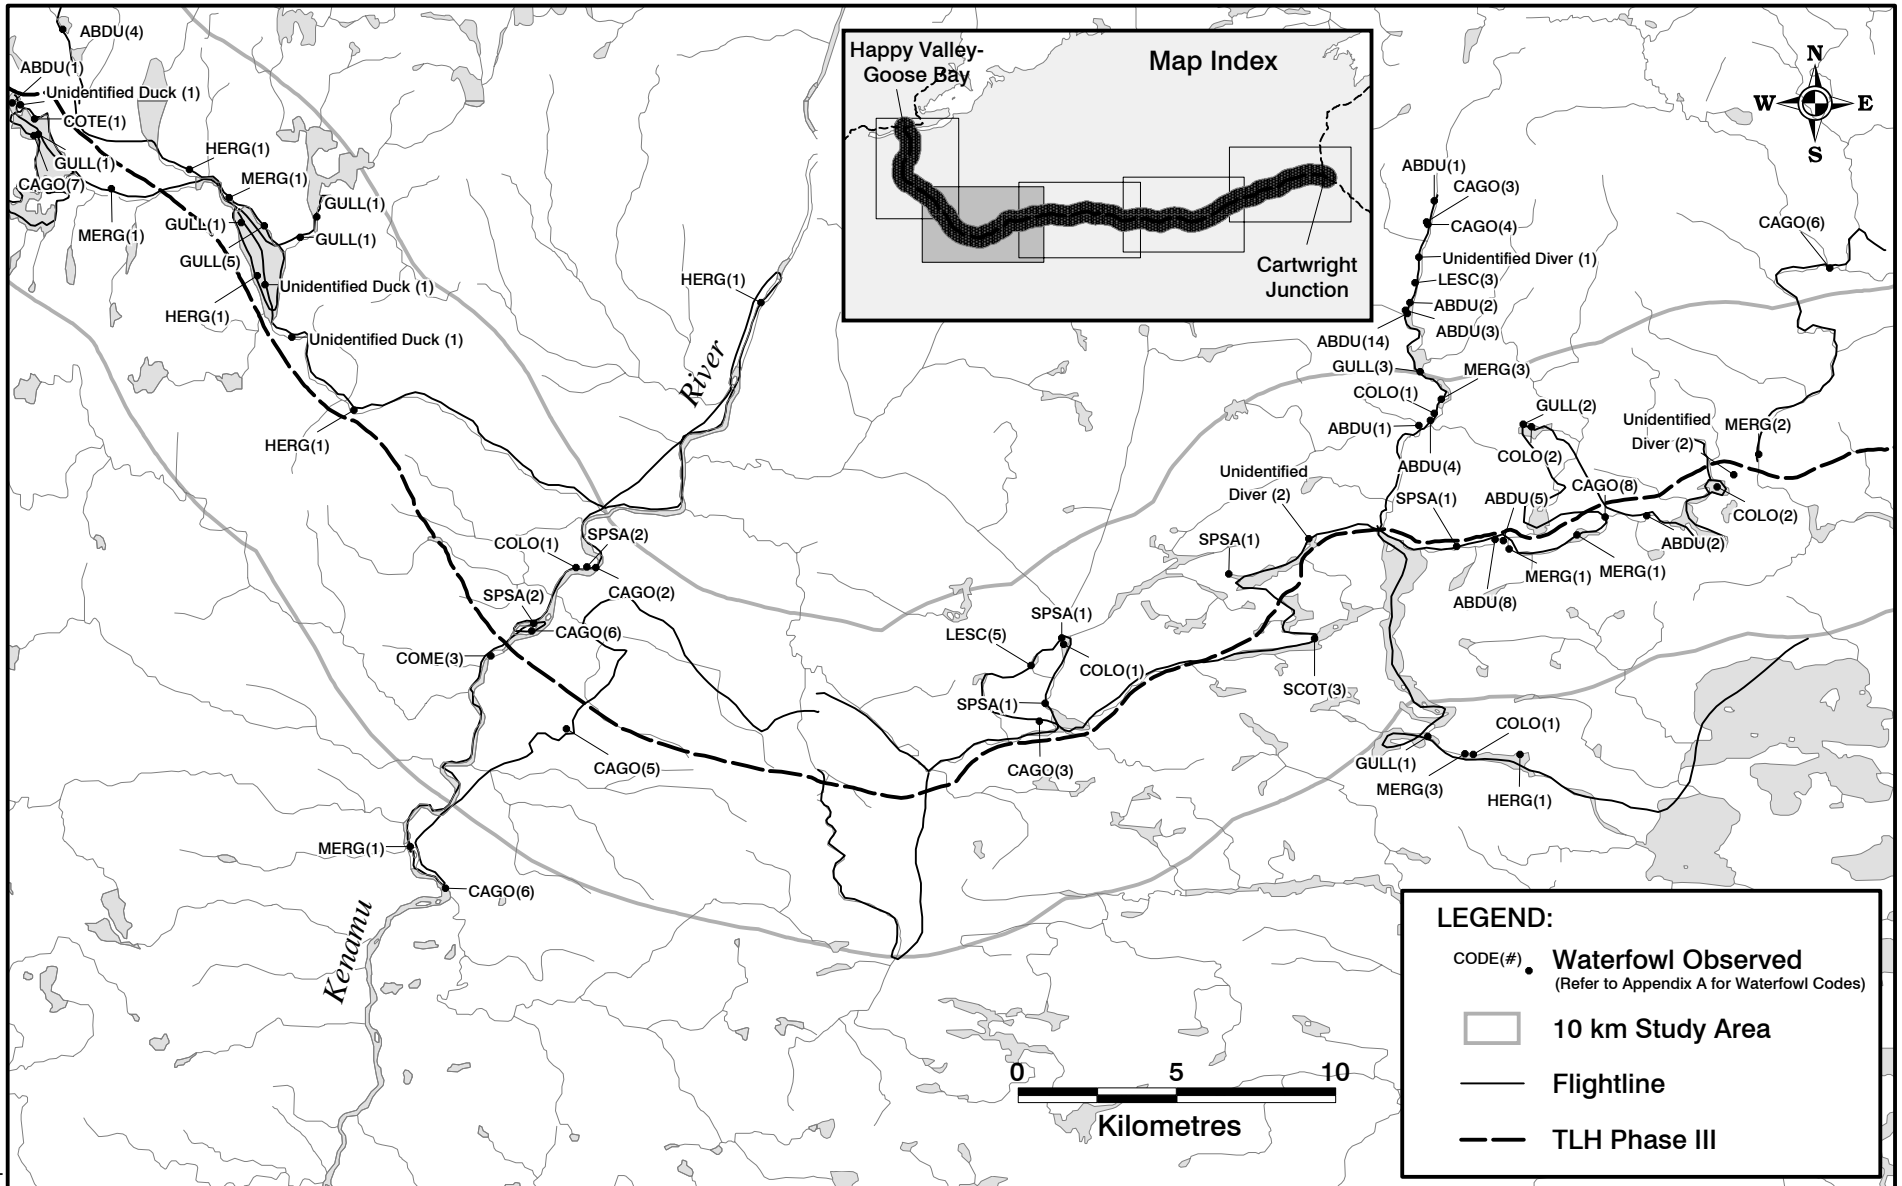 ABDU(4)
ABDU(1)
Unidentified Duck (1)
COTE(1)
GULL(1)
CAGO(7)
MERG(1)
HERG(1)
MERG(1)
GULL(1)
GULL(1)
GULL(1)
GULL(5)
Unidentified Duck (1)
HERG(1)
Unidentified Duck (1)
HERG(1)
HERG(1)
River
COLO(1)
SPSA(2)
CAGO(2)
SPSA(2)
CAGO(6)
COME(3)
CAGO(5)
MERG(1)
CAGO(6)
Kenamu
Happy Valley-
Goose Bay
Map Index
Cartwright
Junction
N
W
E
S
ABDU(1)
CAGO(3)
CAGO(4)
Unidentified Diver (1)
LESC(3)
ABDU(2)
ABDU(3)
ABDU(14)
GULL(3)
MERG(3)
COLO(1)
ABDU(1)
ABDU(4)
CAGO(6)
GULL(2)
COLO(2)
Unidentified
Diver (2)
MERG(2)
CAGO(8)
ABDU(5)
SPSA(1)
COLO(2)
ABDU(2)
MERG(1)
MERG(1)
ABDU(8)
Unidentified
Diver (2)
SPSA(1)
SPSA(1)
LESC(5)
COLO(1)
SPSA(1)
CAGO(3)
SCOT(3)
GULL(1)
MERG(3)
COLO(1)
HERG(1)
0 5 10
Kilometres
LEGEND:
CODE(#)
Waterfowl Observed
(Refer to Appendix A for Waterfowl Codes)
10 km Study Area
Flightline
TLH Phase III